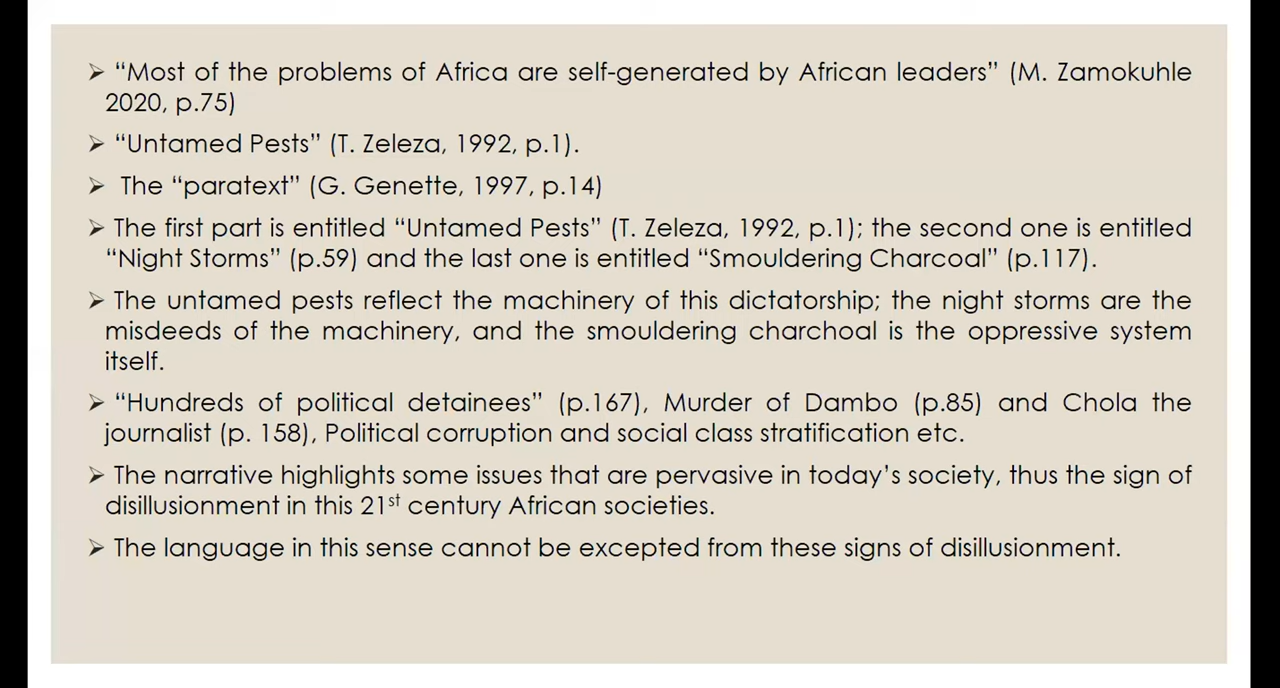 ➢ “Most of the problems of Africa are self-generated by African leaders” (M. Zamokuhle
2020, p.75)
➢ “Untamed Pests” (T. Zeleza, 1992, p.1).
➢ The “paratext” (G. Genette, 1997, p.14)
➢ The first part is entitled “Untamed Pests” (T. Zeleza, 1992, p.1); the second one is entitled
“Night Storms” (p.59) and the last one is entitled “Smouldering Charcoal” (p.117).
➢ The untamed pests reflect the machinery of this dictatorship; the night storms are the
misdeeds of the machinery, and the smouldering charchoal is the oppressive system
itself.
➢ “Hundreds of political detainees” (p.167), Murder of Dambo (p.85) and Chola the
journalist (p. 158), Political corruption and social class stratification etc.
➢ The narrative highlights some issues that are pervasive in today’s society, thus the sign of
disillusionment in this 21st century African societies.
➢ The language in this sense cannot be excepted from these signs of disillusionment.